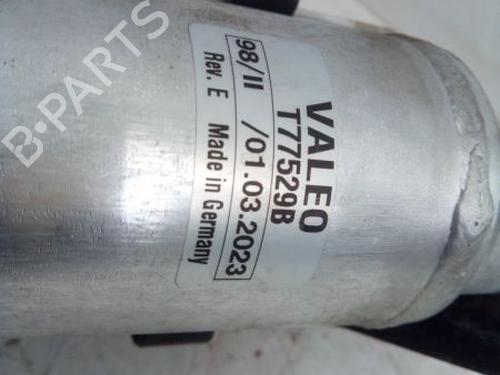 VALEO
T77529B
98/II /01.03.2023
Rev. E Made in Germany
B-PARTS